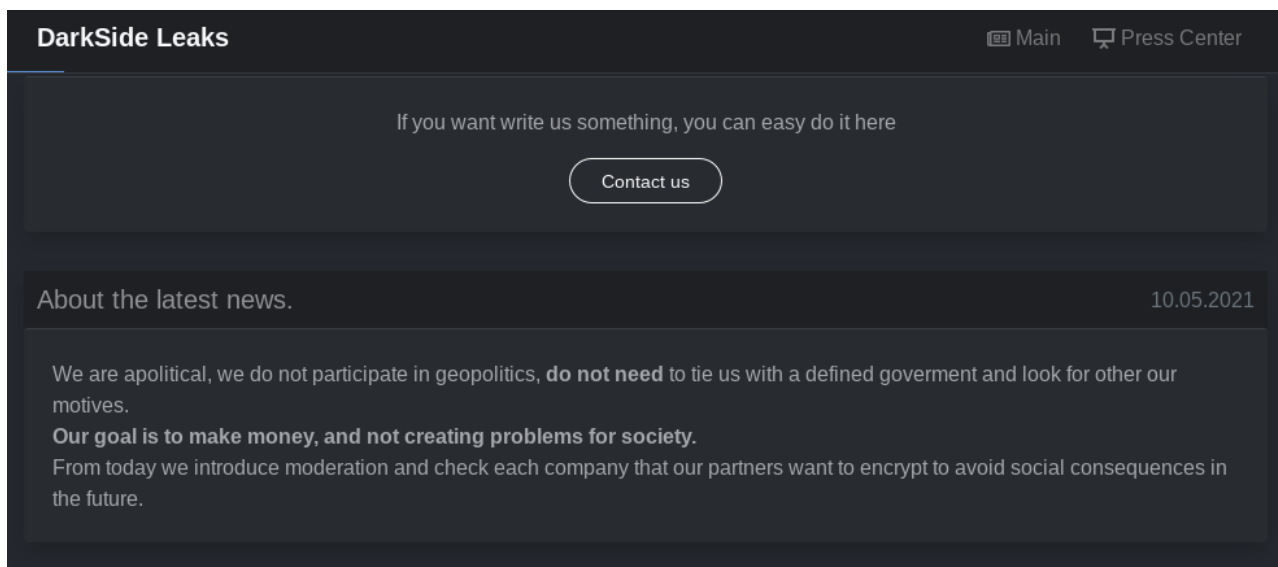 DarkSide Leaks
Main
Press Center
If you want write us something, you can easy do it here
Contact us
About the latest news.
10.05.2021
We are apolitical, we do not participate in geopolitics, do not need to tie us with a defined goverment and look for other our
motives.
Our goal is to make money, and not creating problems for society.
From today we introduce moderation and check each company that our partners want to encrypt to avoid social consequences in
the future.